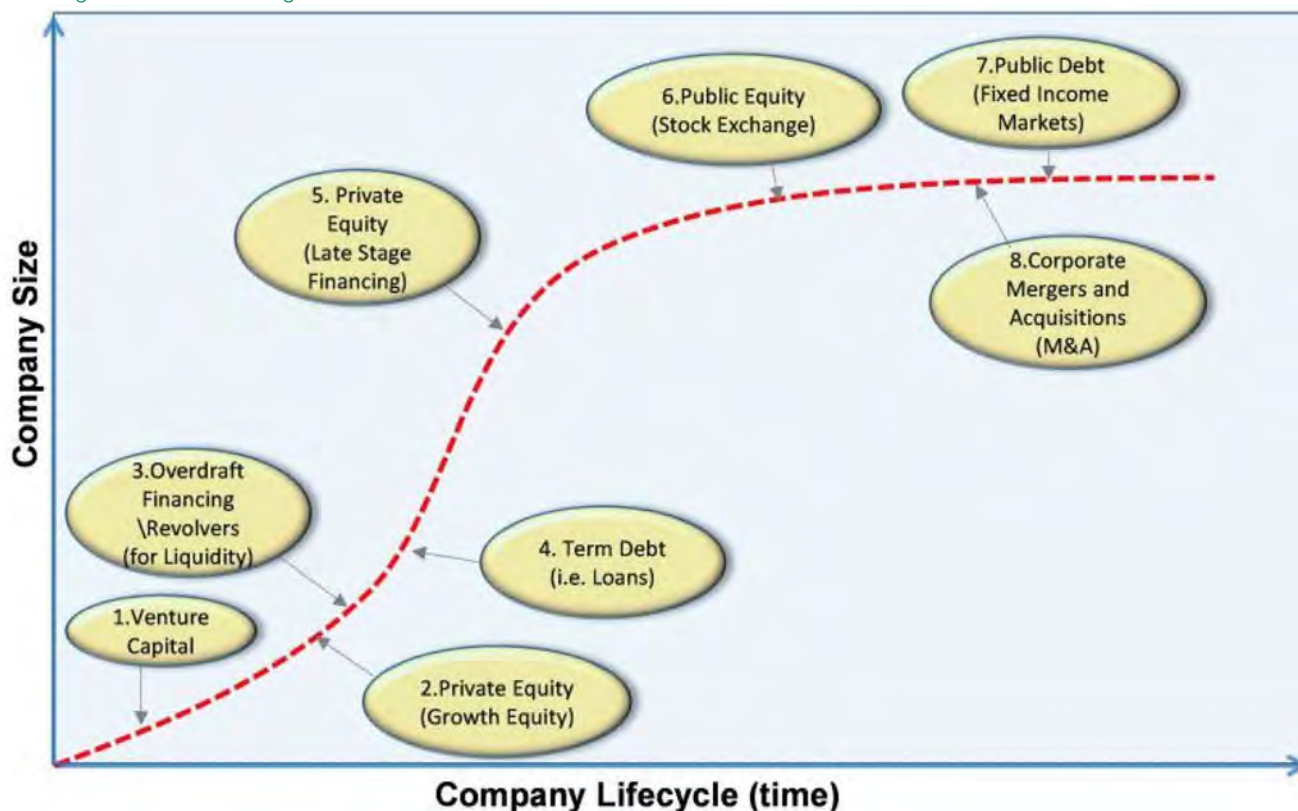 6.Public Equity
(Stock Exchange)
7.Public Debt
(Fixed Income
Markets)
5. Private
Equity
(Late Stage
Financing)
8.Corporate
Mergers and
Acquisitions
(M&A)
Company Size
3.Overdraft
Financing
\Revolvers
(for Liquidity)
4. Term Debt
(i.e. Loans)
1.Venture
Capital
2.Private Equity
(Growth Equity)
Company Lifecycle (time)